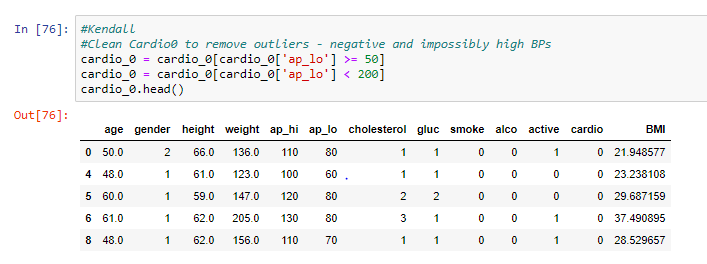 In [76]: #Kendall
#Clean Cardio0 to remove outliers - negative and impossibly high BPs
cardio_0 = cardio_0[cardio_0['ap_lo'] >= 50]
cardio_0 = cardio_0[cardio_0['ap_lo'] < 200]
cardio_0.head()
Out[76]:
age gender height weight ap_hi ap_lo cholesterol gluc smoke alco active cardio BMI
0 50.0 2 66.0 136.0 110 80 1 1 0 0 1 0 21.948577
4 48.0 1 61.0 123.0 100 60 1 1 0 0 0 0 23.238108
5 60.0 1 59.0 147.0 120 80 2 2 0 0 0 0 29.687159
6 61.0 1 62.0 205.0 130 80 3 1 0 0 1 0 37.490895
8 48.0 1 62.0 156.0 110 70 1 1 0 0 1 0 28.529657